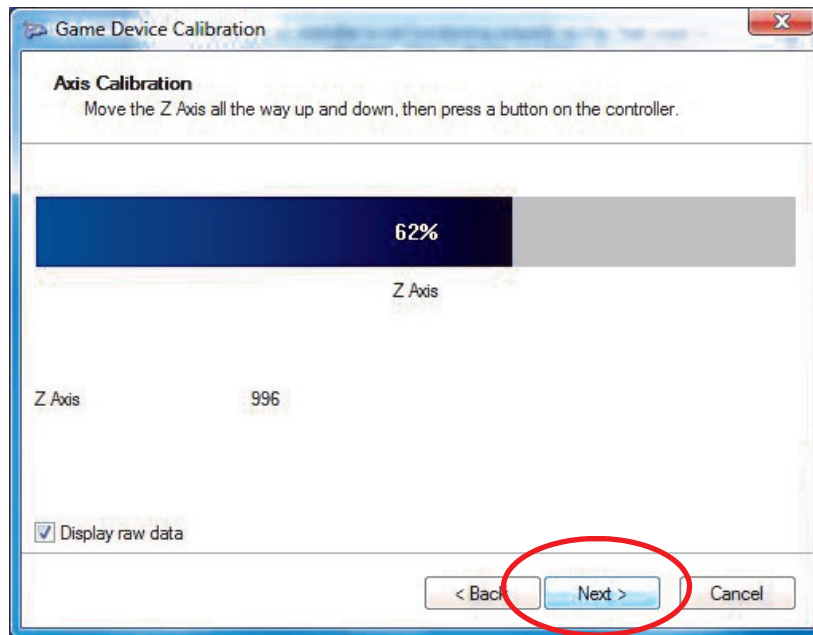 Game Device Calibration
Axis Calibration
Move the Z Axis all the way up and down, then press a button on the controller.
62%
Z Axis
Z Axis 996
Display raw data
< Back Next > Cancel